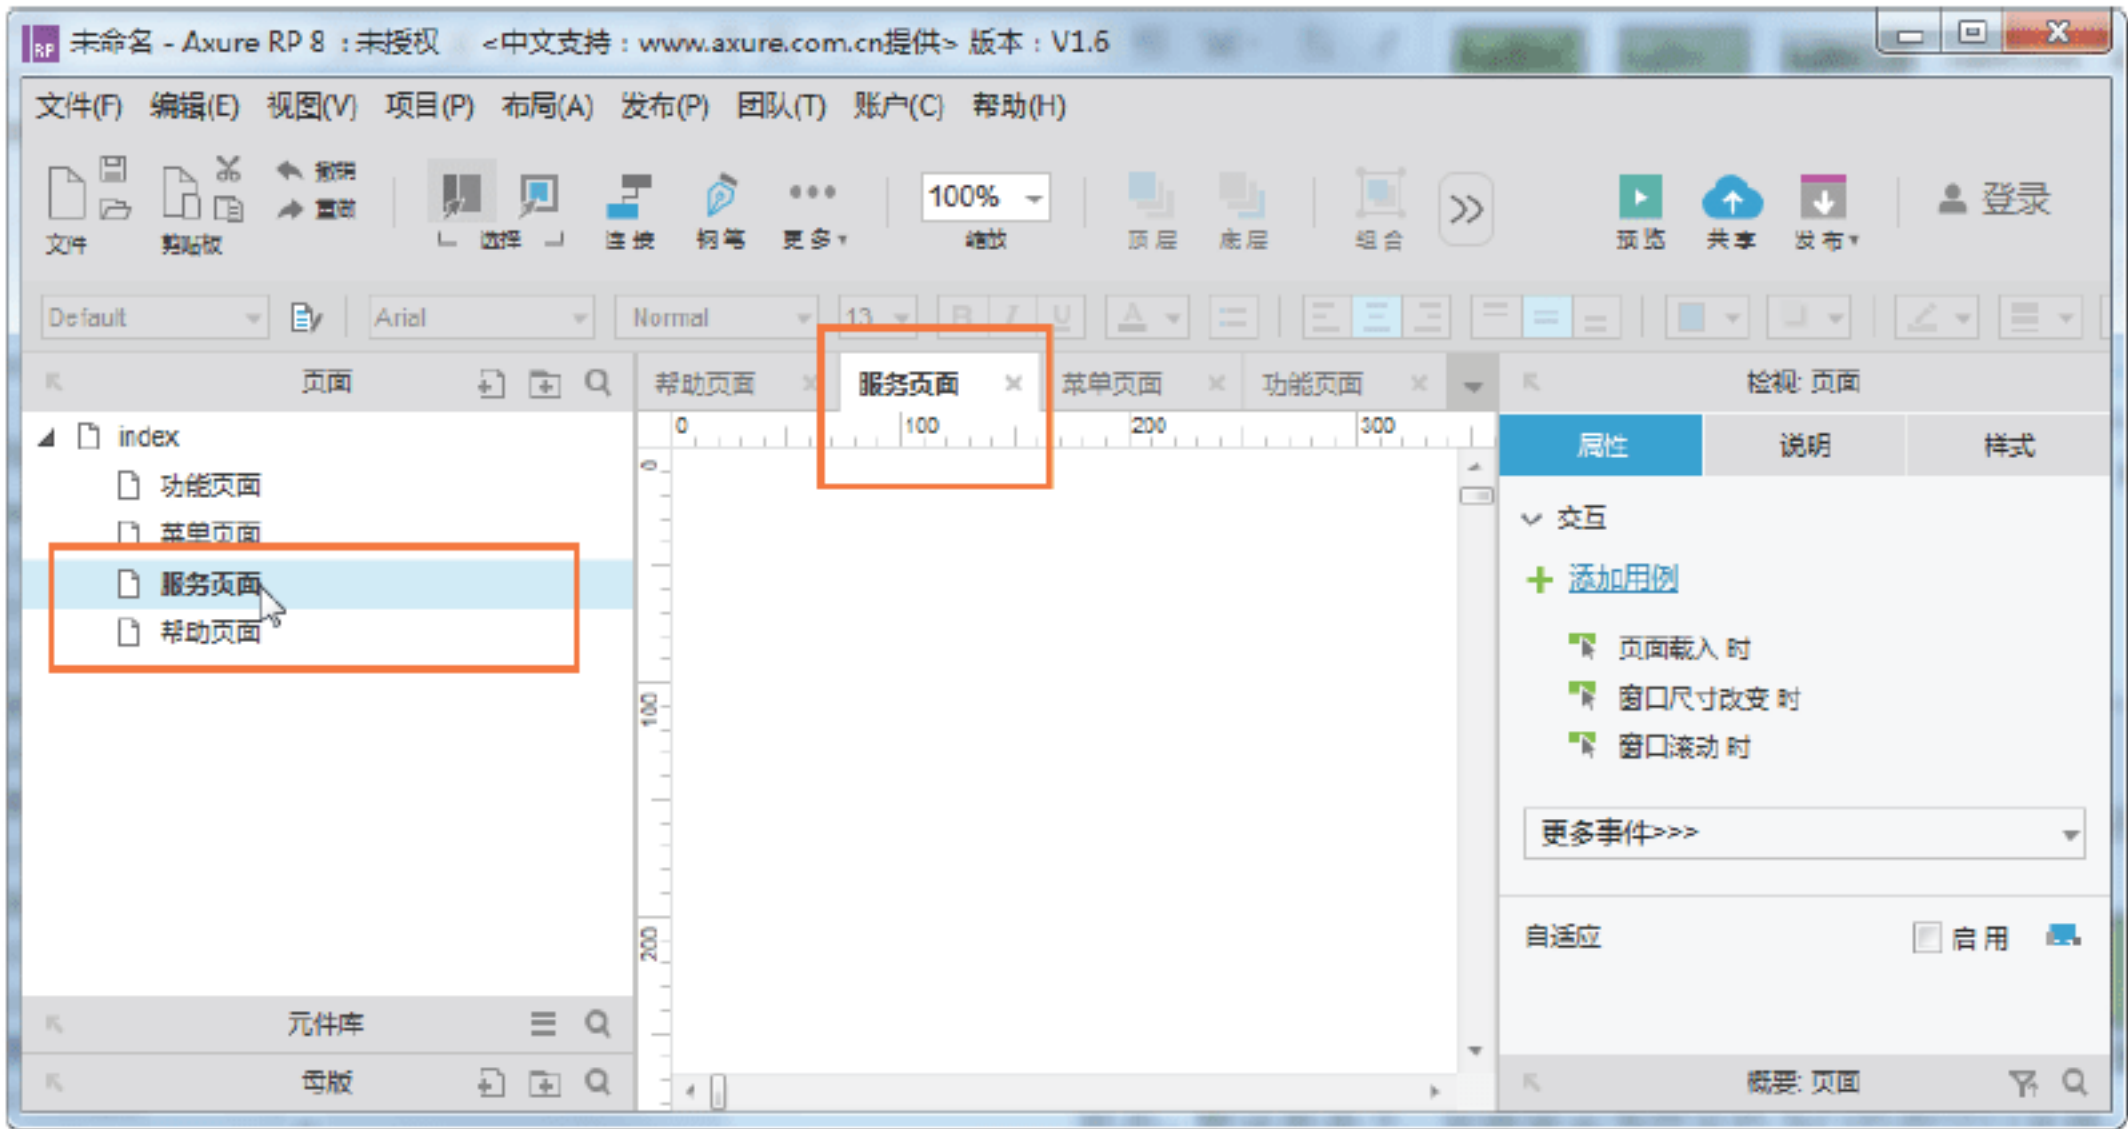 未命名 - Axure RP 8 : 未授权 <中文支持 : www.axure.com.cn提供> 版本 : V1.6
文件(F) 编辑(E) 视图(V) 项目(P) 布局(A) 发布(P) 团队(T) 账户(C) 帮助(H)
撤销
重做
100%
登录
文件 剪贴板 选择 连接 钢笔 更多 缩放 顶层 底层 组合 预览 共享 发布
Default Arial Normal 13 B I U A
页面 帮助页面 服务页面 菜单页面 功能页面 检视: 页面
0 100 200 300
index
属性 说明 样式
功能页面
菜单页面
服务页面
帮助页面
0
100
200
交互
添加用例
页面载入 时
窗口尺寸改变 时
窗口滚动 时
更多事件>>>
自适应 启用
元件库
母版
概要: 页面
RP